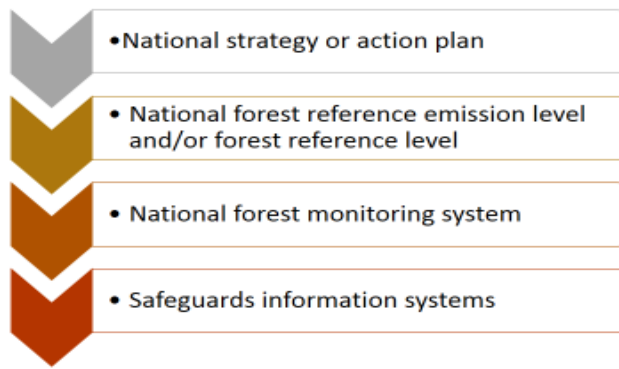 •National strategy or action plan
• National forest reference emission level
and/or forest reference level
• National forest monitoring system
• Safeguards information systems